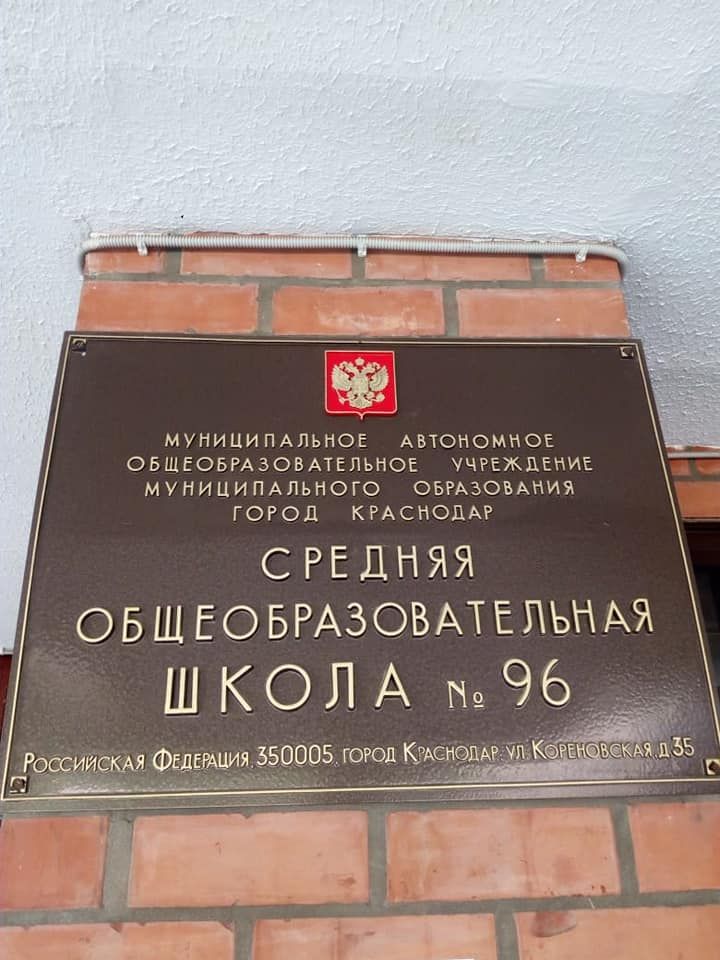 МУНИЦИПАЛЬНОЕ АВТОНОМНОЕ
ОБЩЕОБРАЗОВАТЕЛЬНОЕ УЧРЕЖДЕНИЕ
МУНИЦИПАЛЬНОГО ОБРАЗОВАНИЯ
ГОРОД КРАСНОДАР
СРЕДНЯЯ
ОБЩЕОБРАЗОВАТЕЛЬНАЯ
ШКОЛА № 96
РОССИЙСКАЯ ФЕДЕРАЦИЯ, 350005, ГОРОД КРАСНОДАР, УЛ. КОРЕНОВСКАЯ, Д.35